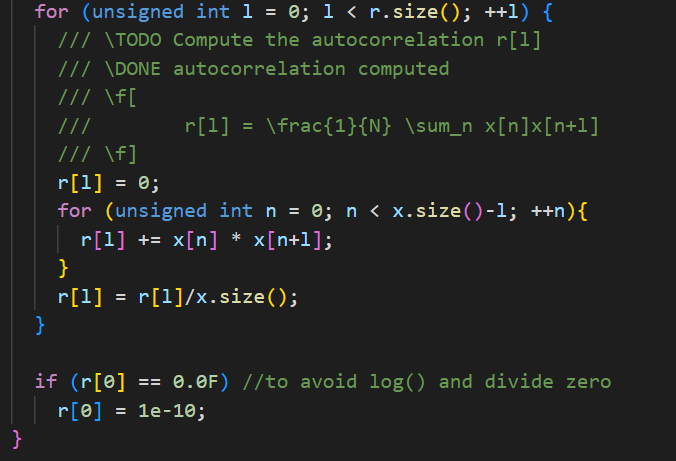 for (unsigned int l = 0; l < r.size(); ++l) {
/// \TODO Compute the autocorrelation r[l]
/// \DONE autocorrelation computed
/// \f[
///        r[l] = \frac{1}{N} \sum_n x[n]x[n+l]
/// \f]
r[l] = 0;
for (unsigned int n = 0; n < x.size()-l; ++n){
r[l] += x[n] * x[n+l];
}
r[l] = r[l]/x.size();
}
if (r[0] == 0.0F) //to avoid log() and divide zero
r[0] = 1e-10;
}